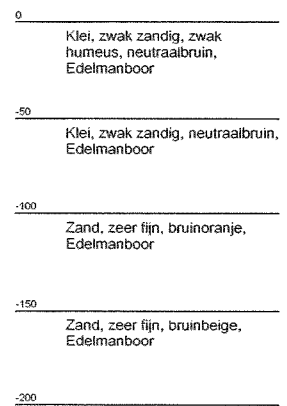 0
Klei, zwak zandig, zwak
humeus, neutraalbruin,
Edelmanboor
-50
Klei, zwak zandig, neutraalbruin,
Edelmanboor
-100
Zand, zeer fijn, bruinoranje,
Edelmanboor
-150
Zand, zeer fijn, bruinbeige,
Edelmanboor
-200